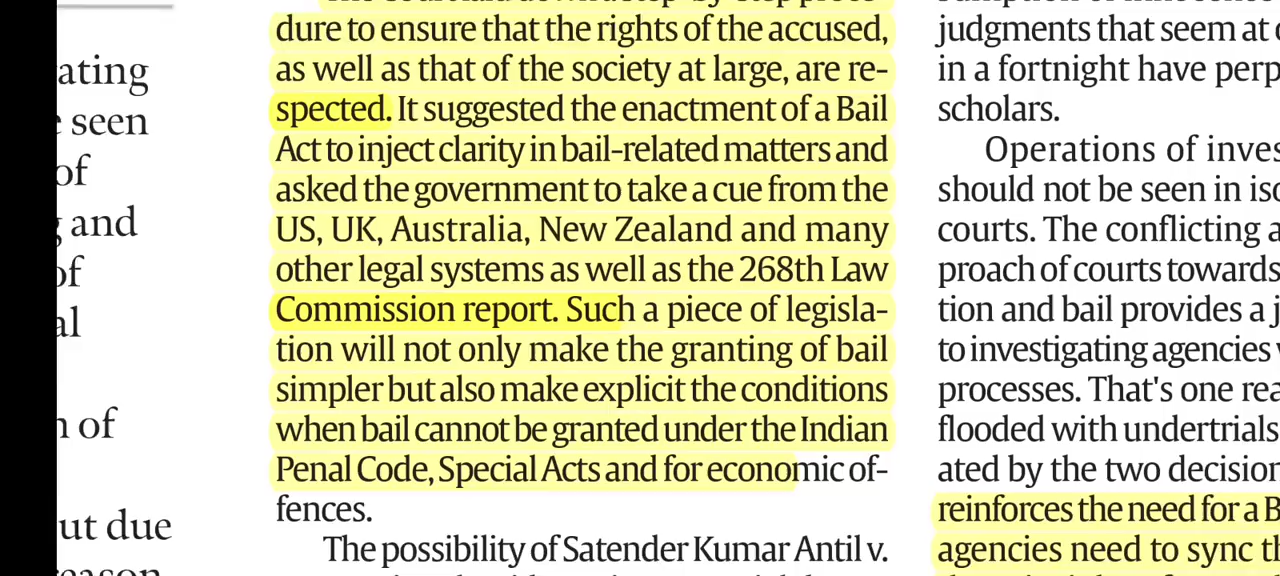 ating
seen
of
and
of
al
of
ut due
dure to ensure that the rights of the accused,
as well as that of the society at large, are re-
spected. It suggested the enactment of a Bail
Act to inject clarity in bail-related matters and
asked the government to take a cue from the
US, UK, Australia, New Zealand and many
other legal systems as well as the 268th Law
Commission report. Such a piece of legisla-
tion will not only make the granting of bail
simpler but also make explicit the conditions
when bail cannot be granted under the Indian
Penal Code, Special Acts and for economic of-
fences.
The possibility of Satender Kumar Antil v.
judgments that seem at
in a fortnight have perp
scholars.
Operations of inves
should not be seen in iso
courts. The conflicting a
proach of courts towards
tion and bail provides a
to investigating agencies
processes. That's one rea
flooded with undertrials
ated by the two decision
reinforces the need for a B
agencies need to sync th